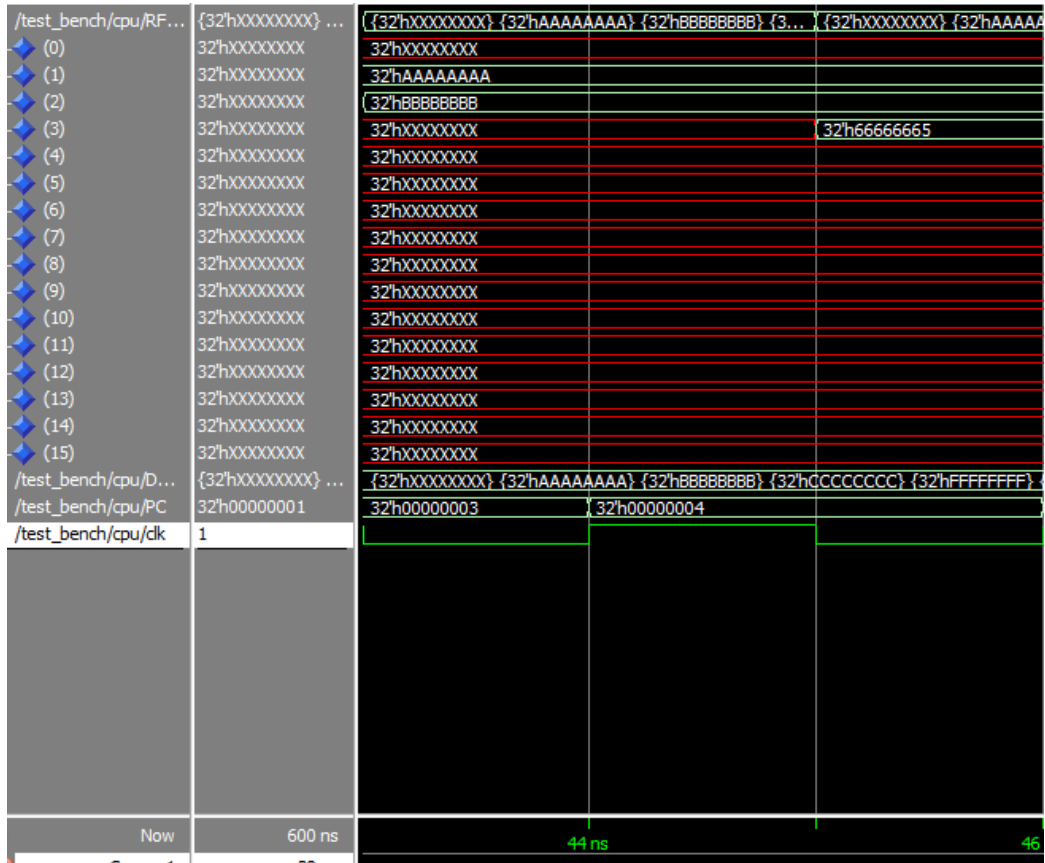 /test_bench/cpu/RF... {32'hXXXXXXXX} ... {32'hXXXXXXXX} {32'hAAAAAAAA} {32'hBBBBBBBB} {3... {32'hXXXXXXXX} {32'hAAAAA
(0) 32'hXXXXXXXX 32'hXXXXXXXX
(1) 32'hXXXXXXXX 32'hAAAAAAAA
(2) 32'hXXXXXXXX 32'hBBBBBBBB
(3) 32'hXXXXXXXX 32'hXXXXXXXX 32'h66666665
(4) 32'hXXXXXXXX 32'hXXXXXXXX
(5) 32'hXXXXXXXX 32'hXXXXXXXX
(6) 32'hXXXXXXXX 32'hXXXXXXXX
(7) 32'hXXXXXXXX 32'hXXXXXXXX
(8) 32'hXXXXXXXX 32'hXXXXXXXX
(9) 32'hXXXXXXXX 32'hXXXXXXXX
(10) 32'hXXXXXXXX 32'hXXXXXXXX
(11) 32'hXXXXXXXX 32'hXXXXXXXX
(12) 32'hXXXXXXXX 32'hXXXXXXXX
(13) 32'hXXXXXXXX 32'hXXXXXXXX
(14) 32'hXXXXXXXX 32'hXXXXXXXX
(15) 32'hXXXXXXXX 32'hXXXXXXXX
/test_bench/cpu/D... {32'hXXXXXXXX} ... {32'hXXXXXXXX} {32'hAAAAAAAA} {32'hBBBBBBBB} {32'hCCCCCCCC} {32'hFFFFFFFF} {
/test_bench/cpu/PC 32'h00000001 32'h00000003 32'h00000004
/test_bench/cpu/clk 1
Now 600 ns 44 ns 46